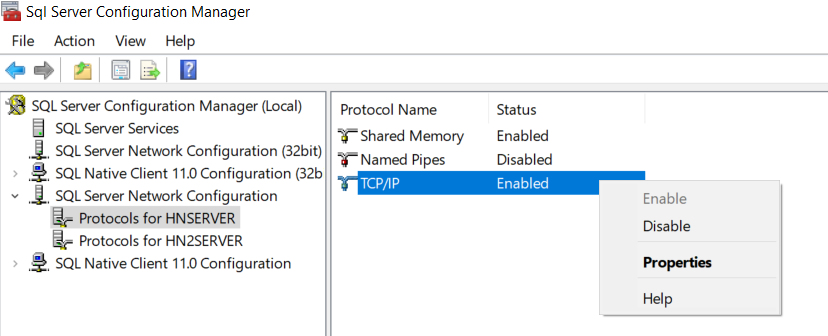 Sql Server Configuration Manager
File Action View Help
SQL Server Configuration Manager (Local)
SQL Server Services
SQL Server Network Configuration (32bit)
SQL Native Client 11.0 Configuration (32b
SQL Server Network Configuration
Protocols for HNSERVER
Protocols for HN2SERVER
SQL Native Client 11.0 Configuration
Protocol Name Status
Shared Memory Enabled
Named Pipes Disabled
TCP/IP Enabled
Enable
Disable
Properties
Help